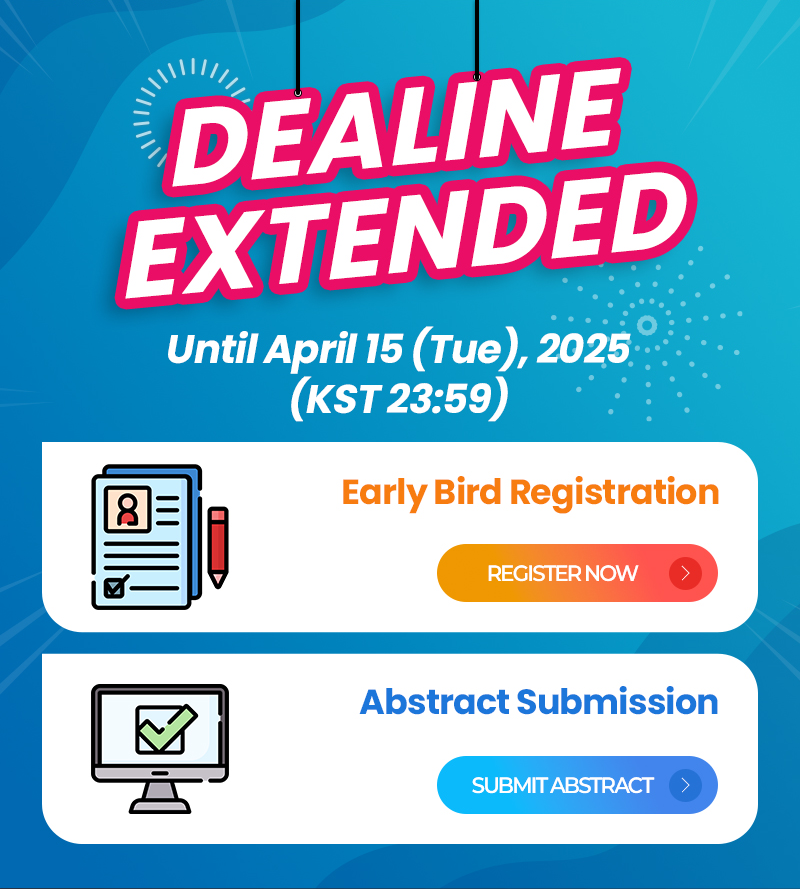 DEALINE
EXTENDED
Until April 15 (Tue), 2025
(KST 23:59)
Early Bird Registration
REGISTER NOW
Abstract Submission
SUBMIT ABSTRACT